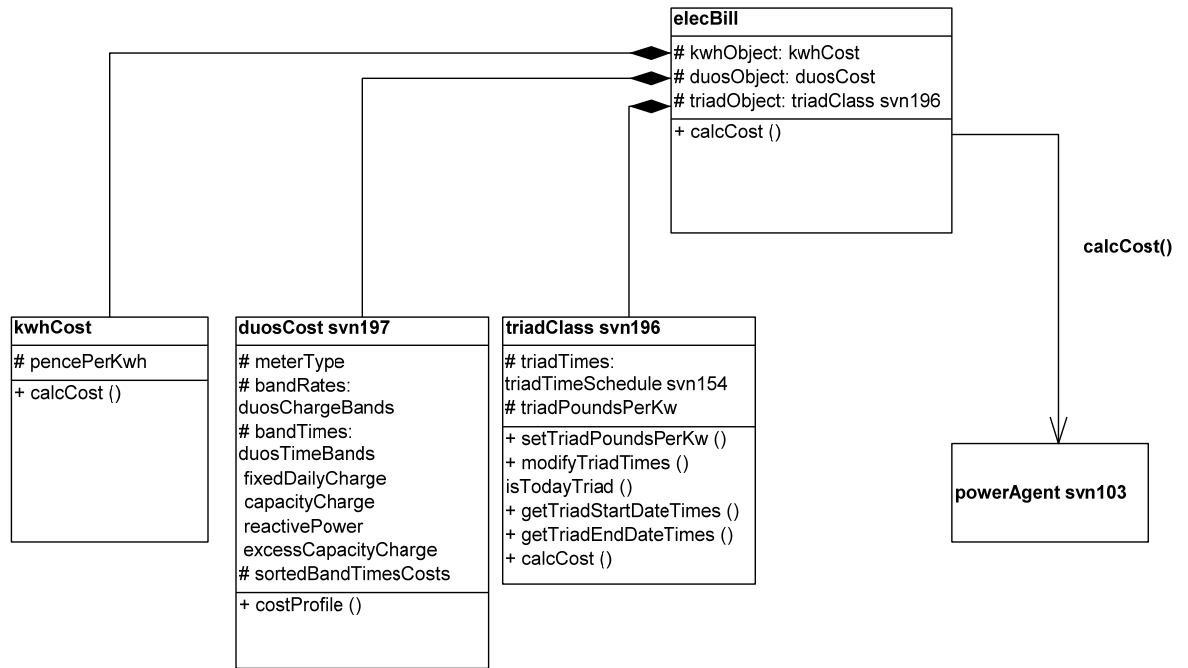 elecBill
# kwhObject: kwhCost
# duosObject: duosCost
# triadObject: triadClass svn196
+ calcCost ()
calcCost()
kwhCost
# pencePerKwh
+ calcCost ()
duosCost svn197
# meterType
# bandRates:
duosChargeBands
# bandTimes:
duosTimeBands
fixedDailyCharge
capacityCharge
reactivePower
excessCapacityCharge
# sortedBandTimesCosts
+ costProfile ()
triadClass svn196
# triadTimes:
triadTimeSchedule svn154
# triadPoundsPerKw
+ setTriadPoundsPerKw ()
+ modifyTriadTimes ()
isTodayTriad ()
+ getTriadStartDateTimes ()
+ getTriadEndDateTimes ()
+ calcCost ()
powerAgent svn103